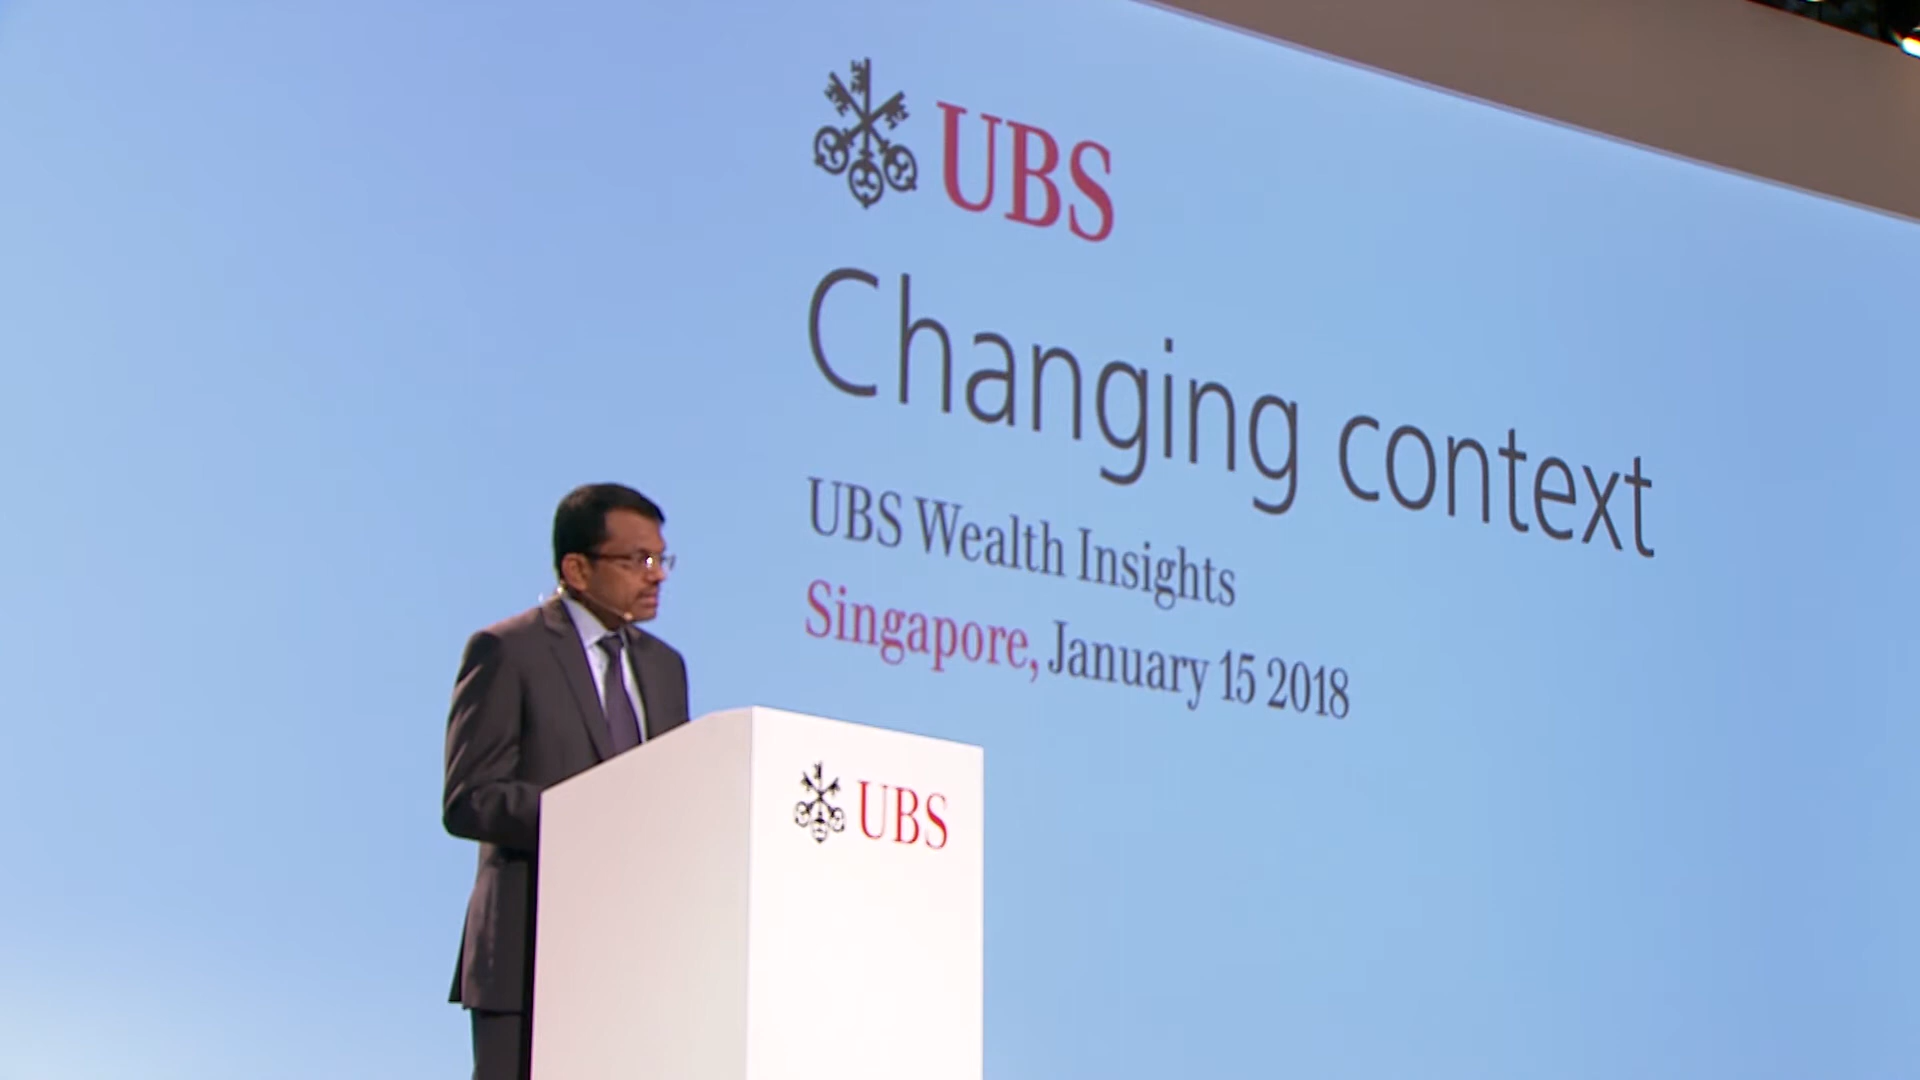 UBS
Changing context
UBS Wealth Insights
Singapore, January 15 2018
UBS